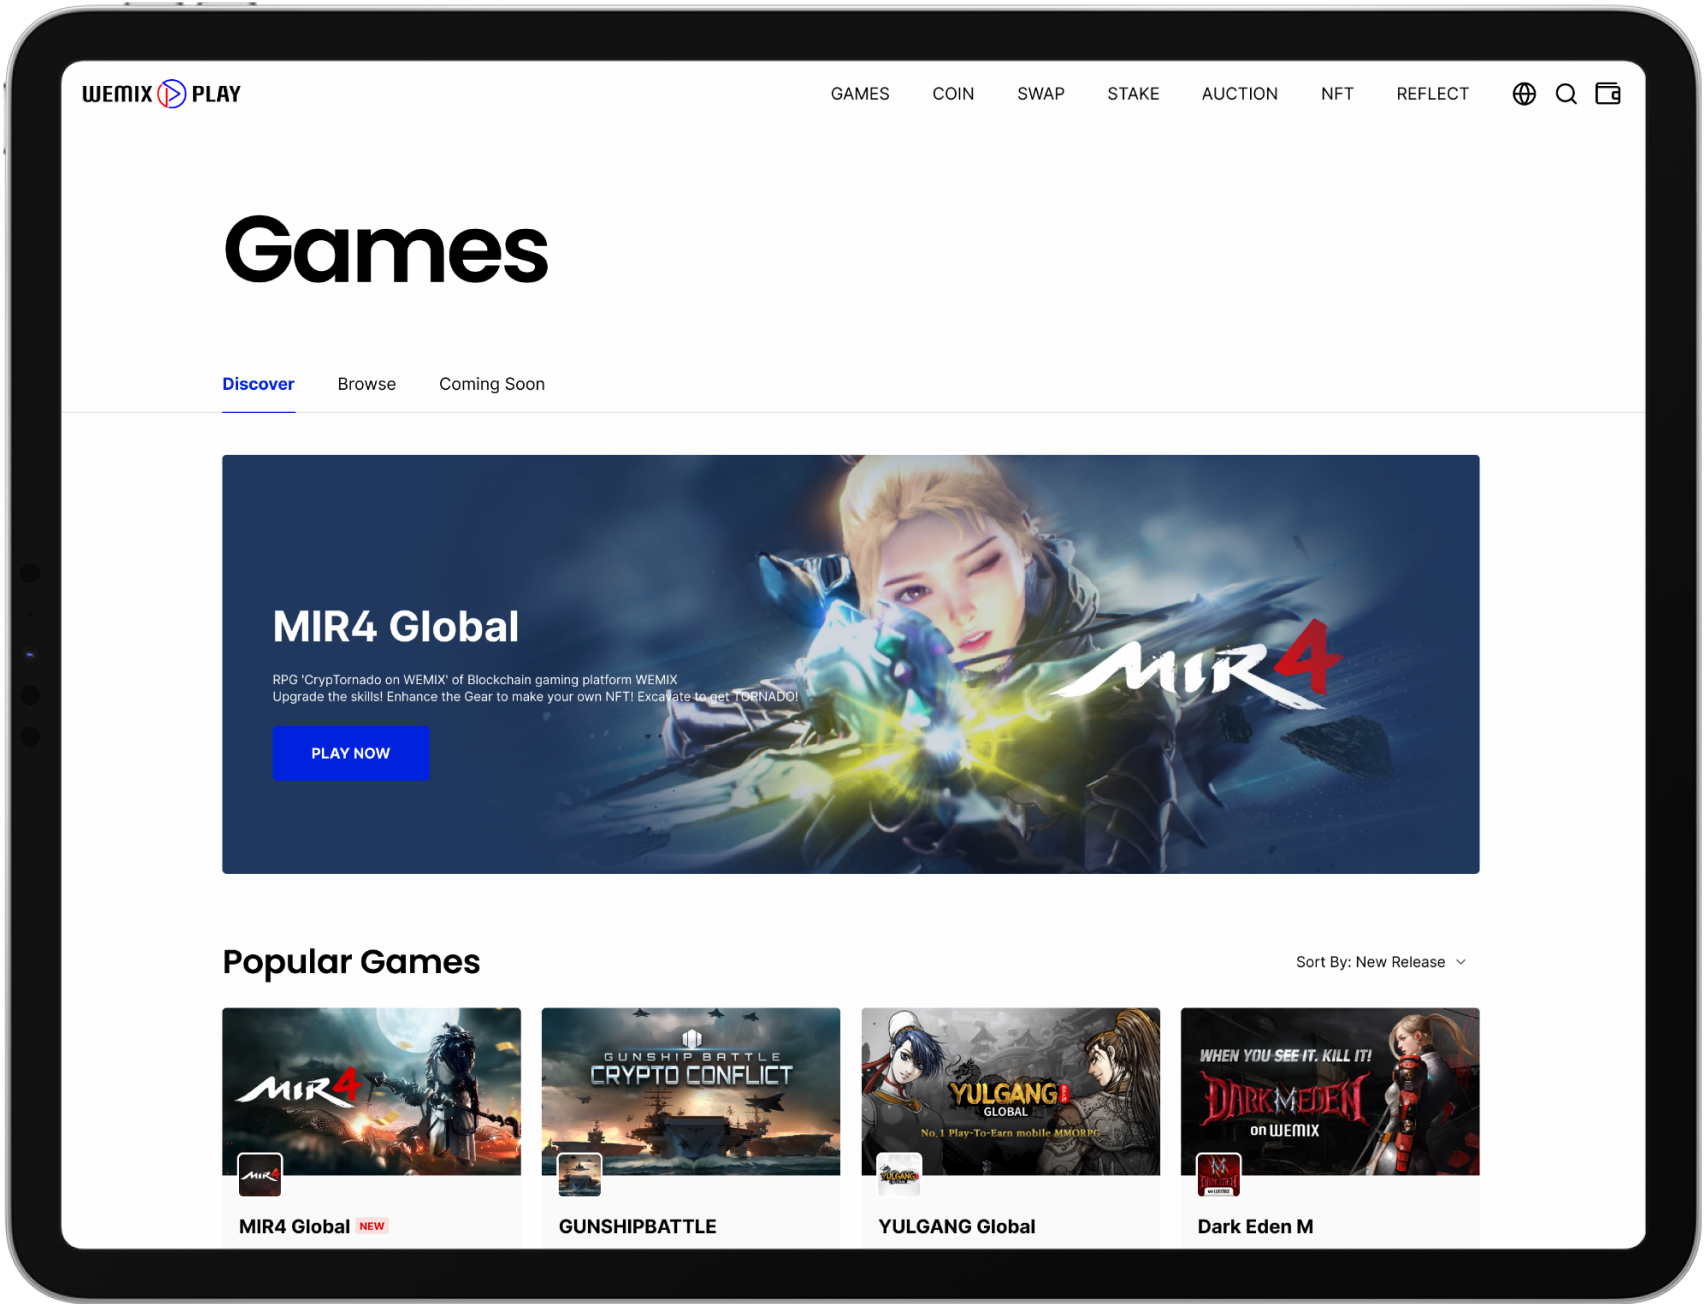 WEMIX PLAY
GAMES
COIN
SWAP
STAKE
AUCTION
NFT
REFLECT
Games
Discover
Browse
Coming Soon
MIR4 Global
RPG 'CrypTornado on WEMIX' of Blockchain gaming platform WEMIX
Upgrade the skills! Enhance the Gear to make your own NFT! Excavate to get TORNADO!
PLAY NOW
MIR4
Popular Games
Sort By: New Release
MIR4
MIR4
MIR4 Global NEW
GUNSHIP BATTLE
CRYPTO CONFLICT
GUNSHIPBATTLE
YULGANG
GLOBAL
No.1 Play-To-Earn mobile MMORPG
YULGANG
YULGANG Global
WHEN YOU SEE IT. KILL IT!
DARKMEDEN
on WEMIX
DARK EDEN
Dark Eden M